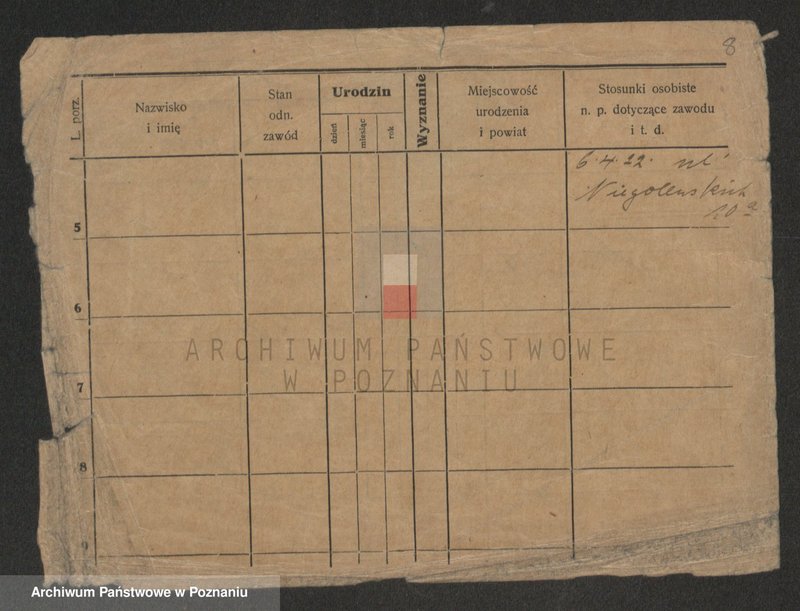 8
L. porz.
Nazwisko
i imię
Stan
odn.
zawód
Urodzin
dzień
miesiąc
rok
Wyznanie
Miejscowość
urodzenia
i powiat
Stosunki osobiste
n. p. dotyczące zawodu
i t. d.
6.4.22. ul.
Niegolewskich
10 a
5
6
7
8
9
ARCHIWUM PAŃSTWOWE
W POZNANIU
Archiwum Państwowe w Poznaniu